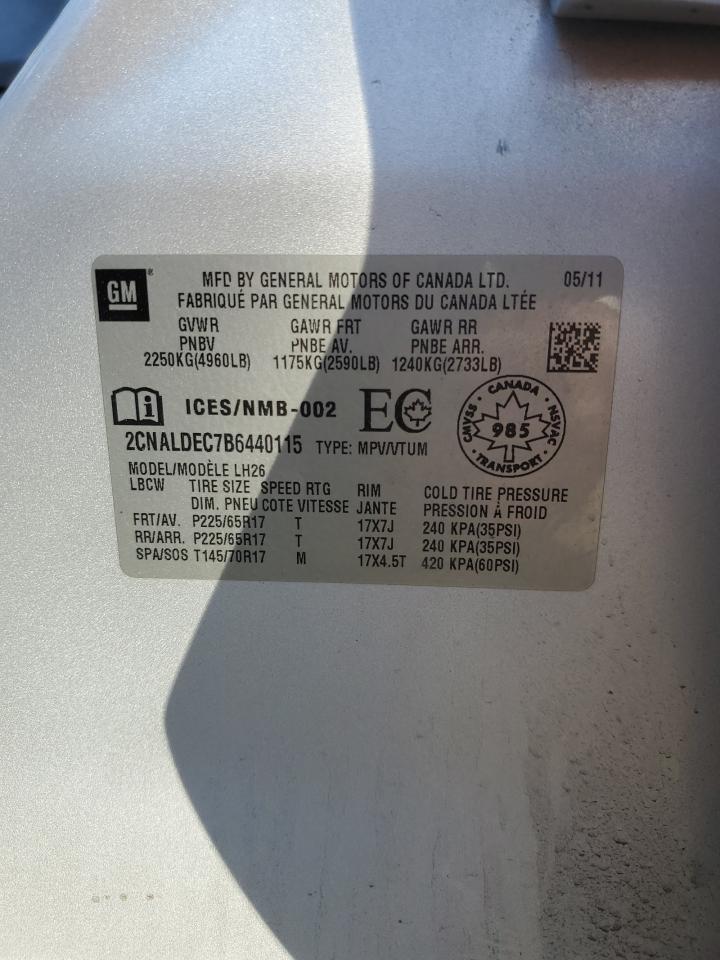 GM
MFD BY GENERAL MOTORS OF CANADA LTD. 05/11
FABRIQUÉ PAR GENERAL MOTORS DU CANADA LTÉE
GVWR GAWR FRT GAWR RR
PNBV PNBE AV. PNBE ARR.
2250KG(4960LB) 1175KG(2590LB) 1240KG(2733LB)
i ICES/NMB-002 EC
CANADA
CMVSS 985 NSVAC
TRANSPORT
2CNALDEC7B6440115 TYPE: MPV/VTUM
MODEL/MODÈLE LH26
LBCW TIRE SIZE SPEED RTG RIM COLD TIRE PRESSURE
DIM. PNEU COTE VITESSE JANTE PRESSION À FROID
FRT/AV. P225/65R17 T 17X7J 240 KPA(35PSI)
RR/ARR. P225/65R17 T 17X7J 240 KPA(35PSI)
SPA/SOS T145/70R17 M 17X4.5T 420 KPA(60PSI)